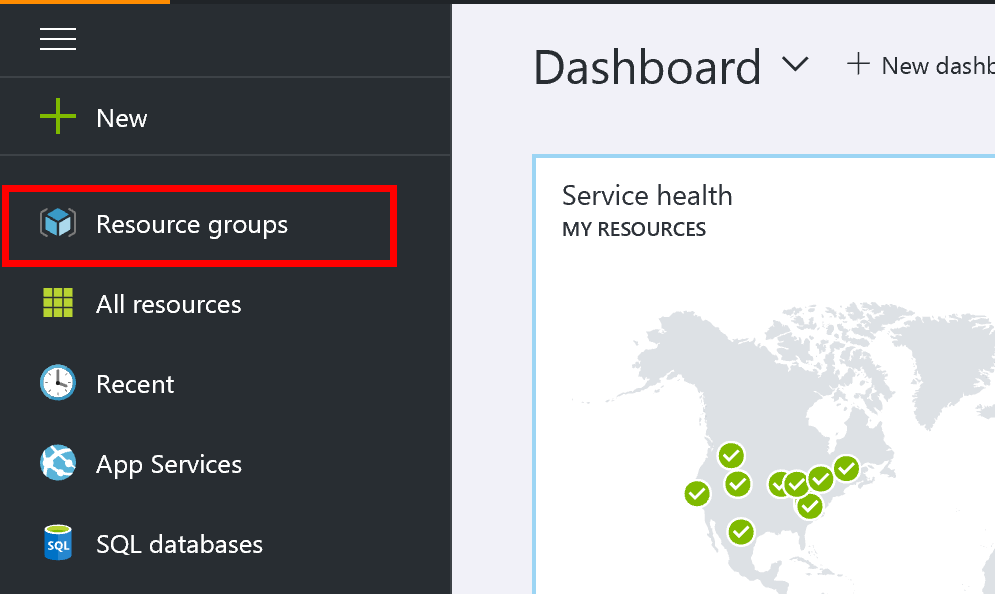 Dashboard
New dashb
New
Resource groups
All resources
Recent
App Services
SQL
SQL databases
Service health
MY RESOURCES